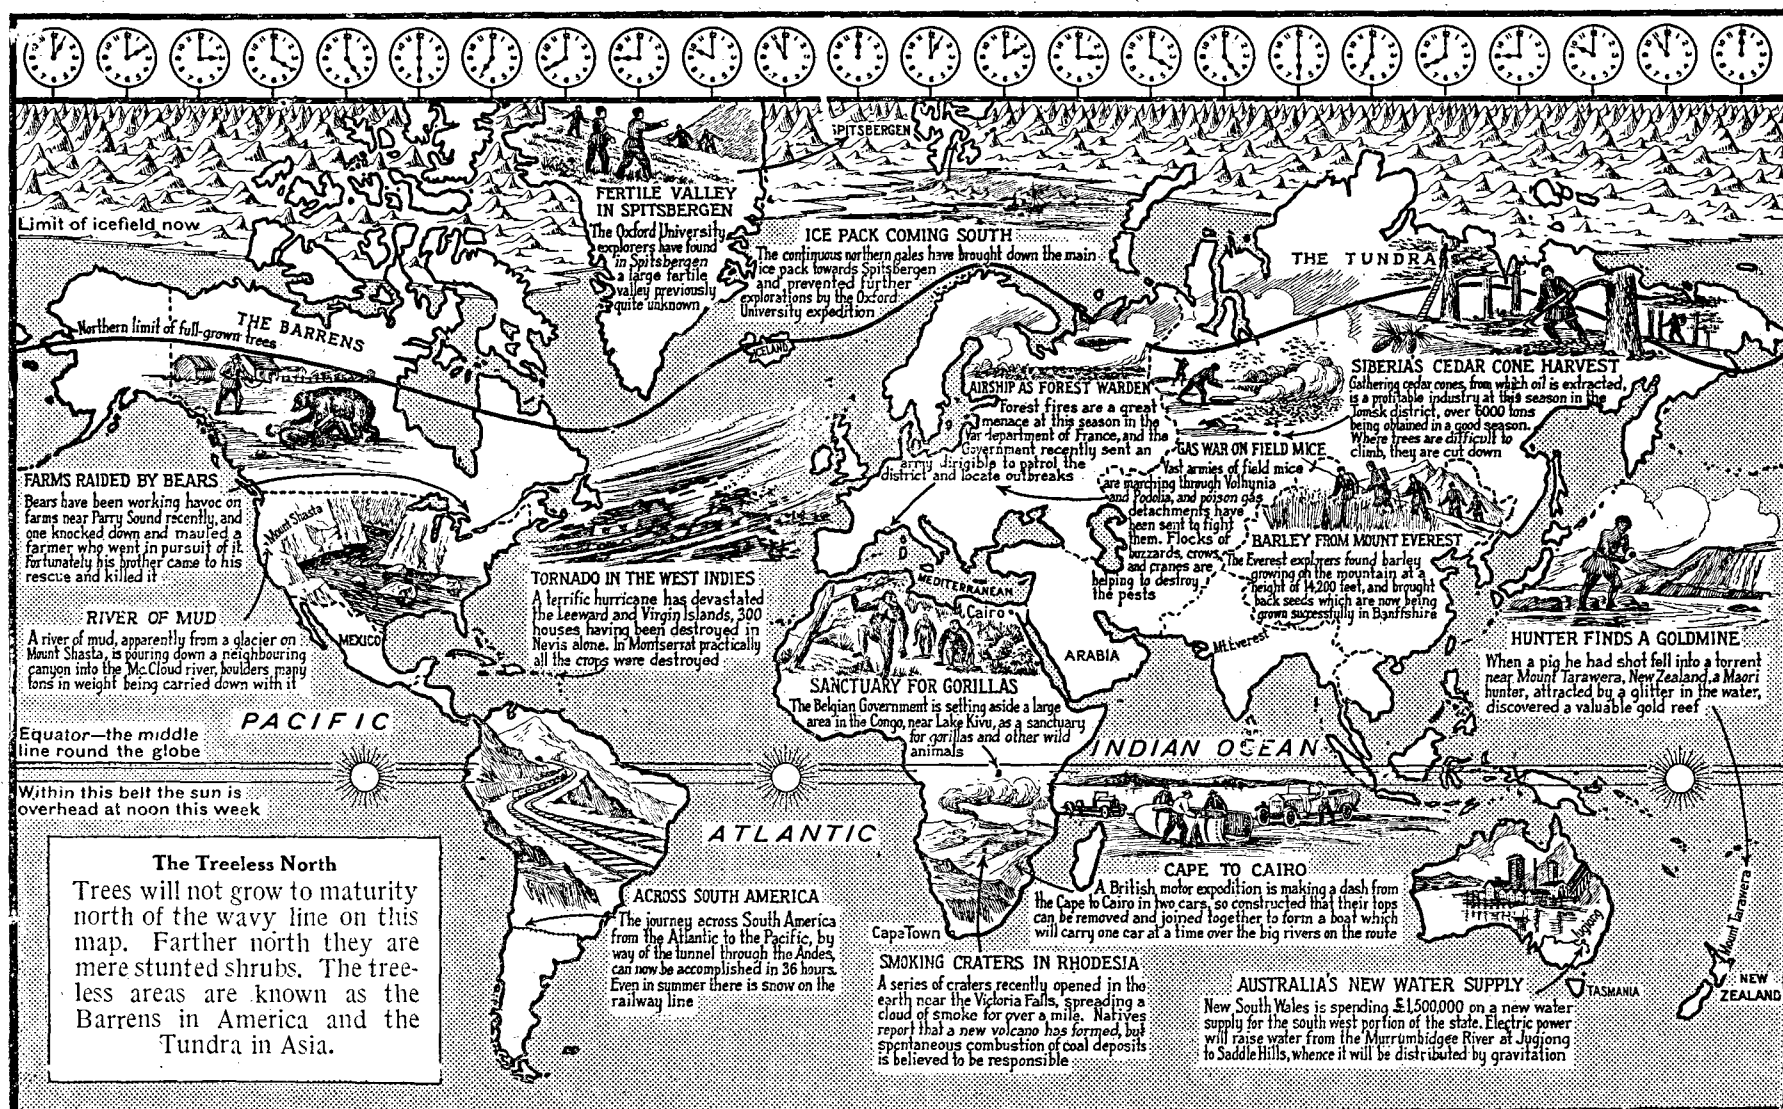 SPITSBERGEN
FERTILE VALLEY
IN SPITSBERGEN
The Oxford University
explorers have found
in Spitsbergen
a large fertile
valley previously
quite unknown
Limit of icefield now
ICE PACK COMING SOUTH
The continuous northern gales have brought down the main
ice pack towards Spitsbergen
and prevented further
explorations by the Oxford
University expedition
THE TUNDRA
Northern limit of full-grown trees
THE BARRENS
ICELAND
SIBERIA'S CEDAR CONE HARVEST
Gathering cedar cones, from which oil is extracted,
is a profitable industry at this season in the
Tomsk district, over 6000 tons
being obtained in a good season.
Where trees are difficult to
climb, they are cut down
AIRSHIP AS FOREST WARDEN
Forest fires are a great
menace at this season in the
Var department of France, and the
Government recently sent an
army dirigible to patrol the
district and locate outbreaks
GAS WAR ON FIELD MICE
Vast armies of field mice
are marching through Volhynia
and Podolia, and poison gas
detachments have
been sent to fight
them. Flocks of
buzzards, crows,
and cranes are
helping to destroy
the pests
FARMS RAIDED BY BEARS
Bears have been working havoc on
farms near Parry Sound recently, and
one knocked down and mauled a
farmer who went in pursuit of it.
Fortunately his brother came to his
rescue and killed it
Mount Shasta
BARLEY FROM MOUNT EVEREST
The Everest explorers found barley
growing on the mountain at a
height of 14,200 feet, and brought
back seeds which are now being
grown successfully in Banffshire
TORNADO IN THE WEST INDIES
A terrific hurricane has devastated
the Leeward and Virgin Islands, 300
houses having been destroyed in
Nevis alone. In Montserrat practically
all the crops were destroyed
MEDITERRANEAN
Cairo
RIVER OF MUD
A river of mud, apparently from a glacier on
Mount Shasta, is pouring down a neighbouring
canyon into the McCloud river, boulders many
tons in weight being carried down with it
MEXICO
ARABIA
Mt. Everest
HUNTER FINDS A GOLDMINE
When a pig he had shot fell into a torrent
near Mount Tarawera, New Zealand, a Maori
hunter, attracted by a glitter in the water,
discovered a valuable gold reef
SANCTUARY FOR GORILLAS
The Belgian Government is setting aside a large
area in the Congo, near Lake Kivu, as a sanctuary
for gorillas and other wild
animals
PACIFIC
INDIAN OCEAN
Equator—the middle
line round the globe
Within this belt the sun is
overhead at noon this week
ATLANTIC
The Treeless North
Trees will not grow to maturity
north of the wavy line on this
map. Farther north they are
mere stunted shrubs. The tree-
less areas are known as the
Barrens in America and the
Tundra in Asia.
ACROSS SOUTH AMERICA
The journey across South America
from the Atlantic to the Pacific, by
way of the tunnel through the Andes,
can now be accomplished in 36 hours.
Even in summer there is snow on the
railway line
CAPE TO CAIRO
A British motor expedition is making a dash from
the Cape to Cairo in two cars, so constructed that their tops
can be removed and joined together to form a boat which
will carry one car at a time over the big rivers on the route
Cape Town
SMOKING CRATERS IN RHODESIA
A series of craters recently opened in the
earth near the Victoria Falls, spreading a
cloud of smoke for over a mile. Natives
report that a new volcano has formed, but
spontaneous combustion of coal deposits
is believed to be responsible
Jugiong
Mount Tarawera
AUSTRALIA'S NEW WATER SUPPLY
New South Wales is spending £1,500,000 on a new water
supply for the south west portion of the state. Electric power
will raise water from the Murrumbidgee River at Jugiong
to Saddle Hills, whence it will be distributed by gravitation
TASMANIA
NEW
ZEALAND